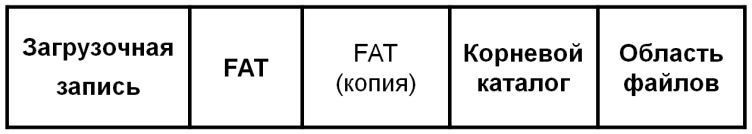 Загрузочная
запись
FAT
FAT
(копия)
Корневой
каталог
Область
файлов